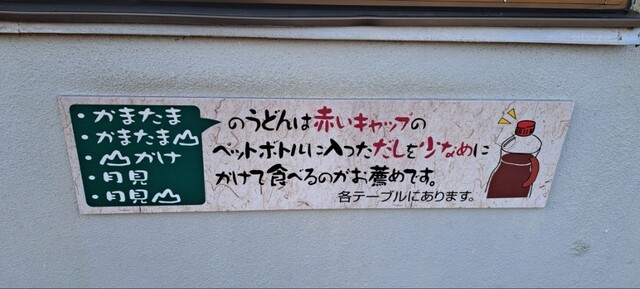 ・かまたま
・かまたま山
・山かけ
・月見
・月見山
のうどんは赤いキャップの
ペットボトルに入っただしを少なめに
かけて食べるのがお薦めです。
各テーブルにあります。